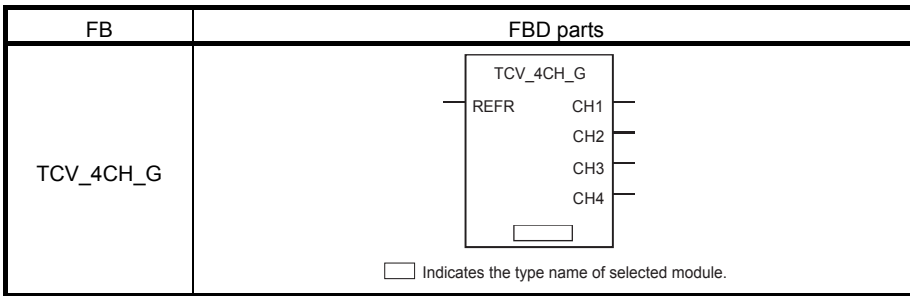 FB FBD parts
TCV_4CH_G
TCV_4CH_G
REFR CH1
CH2
CH3
CH4
Indicates the type name of selected module.